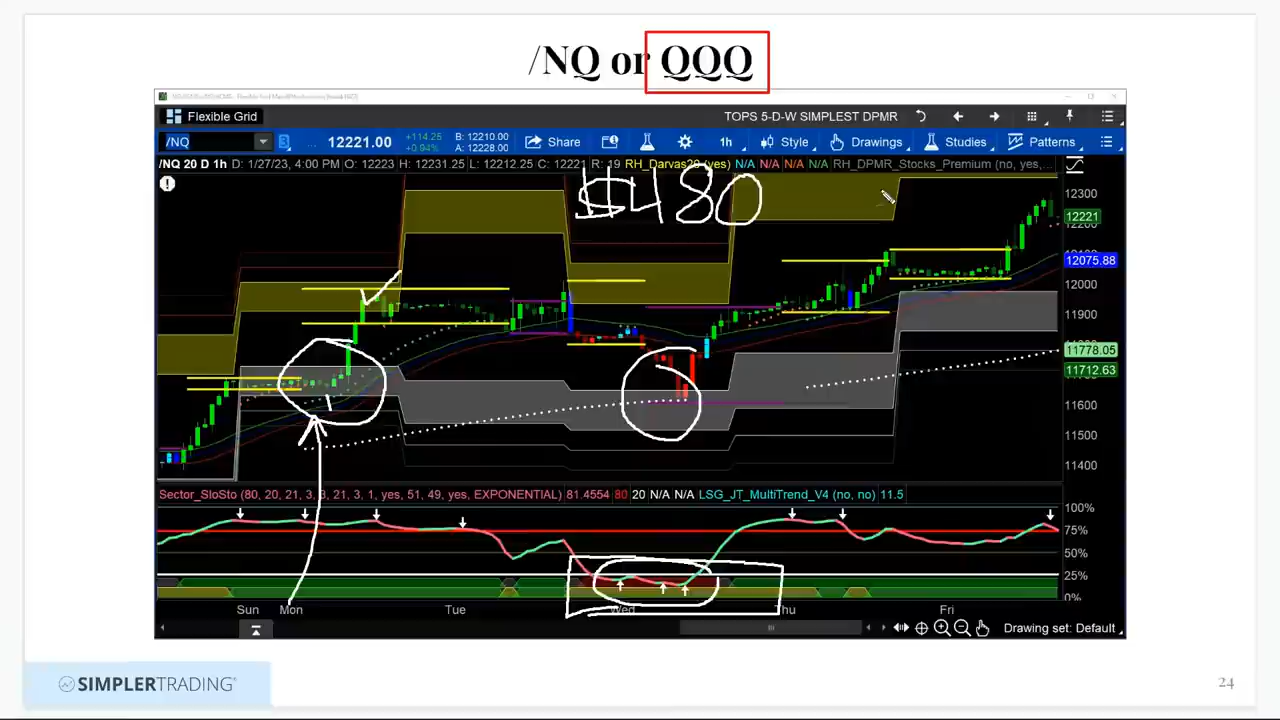 /NQ or QQQ
Flexible Grid
TOPS 5-D-W SIMPLEST DPMR
/NQ
3
...
12221.00
+114.25
+0.94%
B: 12210.00
A: 12228.00
Share
1h
Style
Drawings
Studies
Patterns
/NQ 20 D 1h D: 1/27/23, 4:00 PM O: 12223 H: 12231.25 L: 12212.25 C: 12221 R: 19 RH_Darvas20 (yes) N/A N/A N/A N/A RH_DPMR_Stocks_Premium (no, yes,...
$480
12300
12221
12200
12075.88
12000
11900
11778.05
11712.63
11600
11500
11400
Sector_SloSto (80, 20, 21, 3, 3, 21, 3, 1, yes, 51, 49, yes, EXPONENTIAL) 81.4554 80 20 N/A N/A LSG_JT_MultiTrend_V4 (no, no) 11.5
100%
75%
50%
25%
0%
Sun Mon Tue Wed Thu Fri
Drawing set: Default
SIMPLERTRADING
24